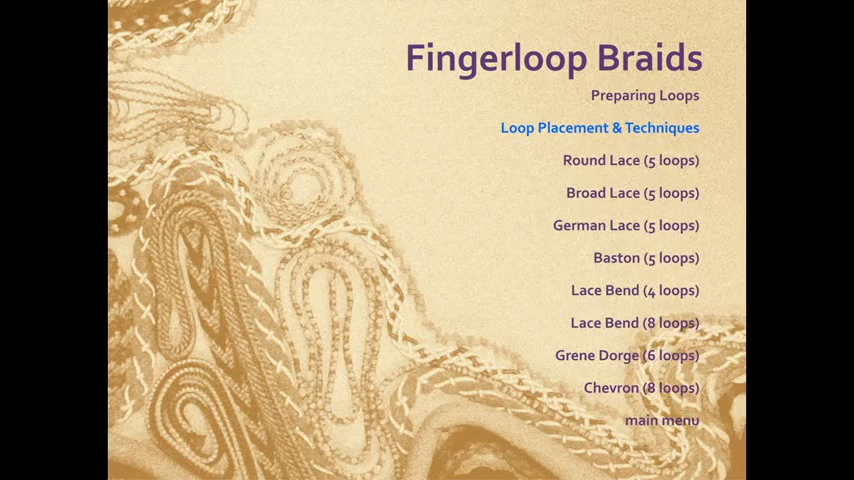 Fingerloop Braids
Preparing Loops
Loop Placement & Techniques
Round Lace (5 loops)
Broad Lace (5 loops)
German Lace (5 loops)
Baston (5 loops)
Lace Bend (4 loops)
Lace Bend (8 loops)
Grene Dorge (6 loops)
Chevron (8 loops)
main menu